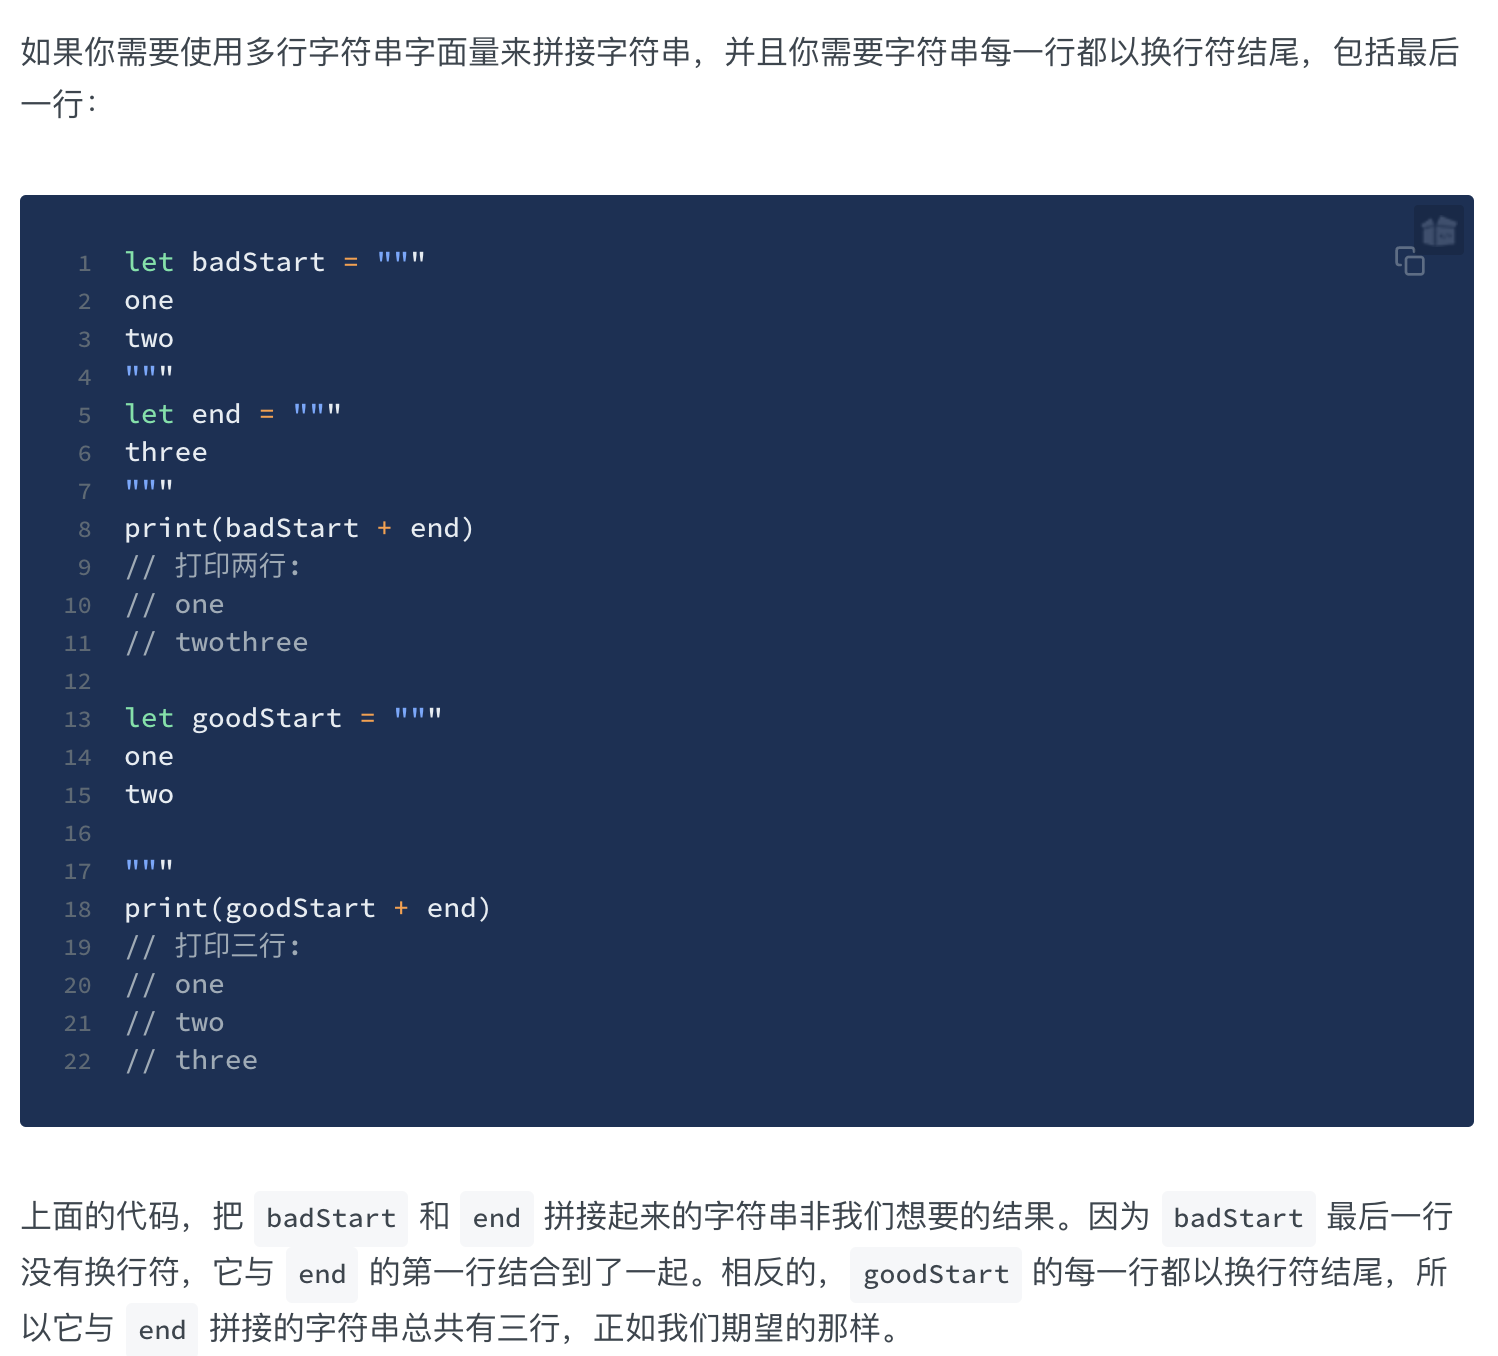 如果你需要使用多行字符串字面量来拼接字符串，并且你需要字符串每一行都以换行符结尾，包括最后
一行：
1 let badStart = """
2 one
3 two
4 """
5 let end = """
6 three
7 """
8 print(badStart + end)
9 // 打印两行:
10 // one
11 // twothree
12
13 let goodStart = """
14 one
15 two
16
17 """
18 print(goodStart + end)
19 // 打印三行:
20 // one
21 // two
22 // three
上面的代码，把 badStart 和 end 拼接起来的字符串非我们想要的结果。因为 badStart 最后一行
没有换行符，它与 end 的第一行结合到了一起。相反的， goodStart 的每一行都以换行符结尾，所
以它与 end 拼接的字符串总共有三行，正如我们期望的那样。